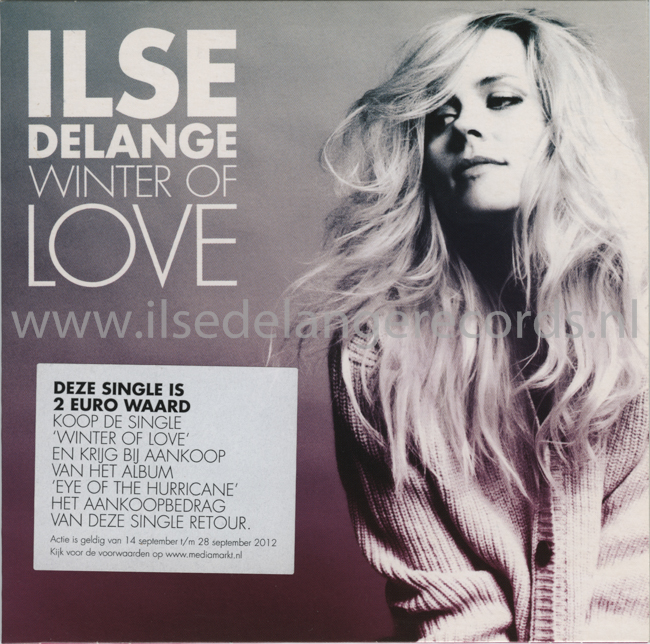 ILSE
DELANGE
WINTER OF
LOVE
www.ilsedelangerecords.nl
DEZE SINGLE IS
2 EURO WAARD
KOOP DE SINGLE
'WINTER OF LOVE'
EN KRIJG BIJ AANKOOP
VAN HET ALBUM
'EYE OF THE HURRICANE'
HET AANKOOPBEDRAG
VAN DEZE SINGLE RETOUR.
Actie is geldig van 14 september t/m 28 september 2012
Kijk voor de voorwaarden op www.mediamarkt.nl